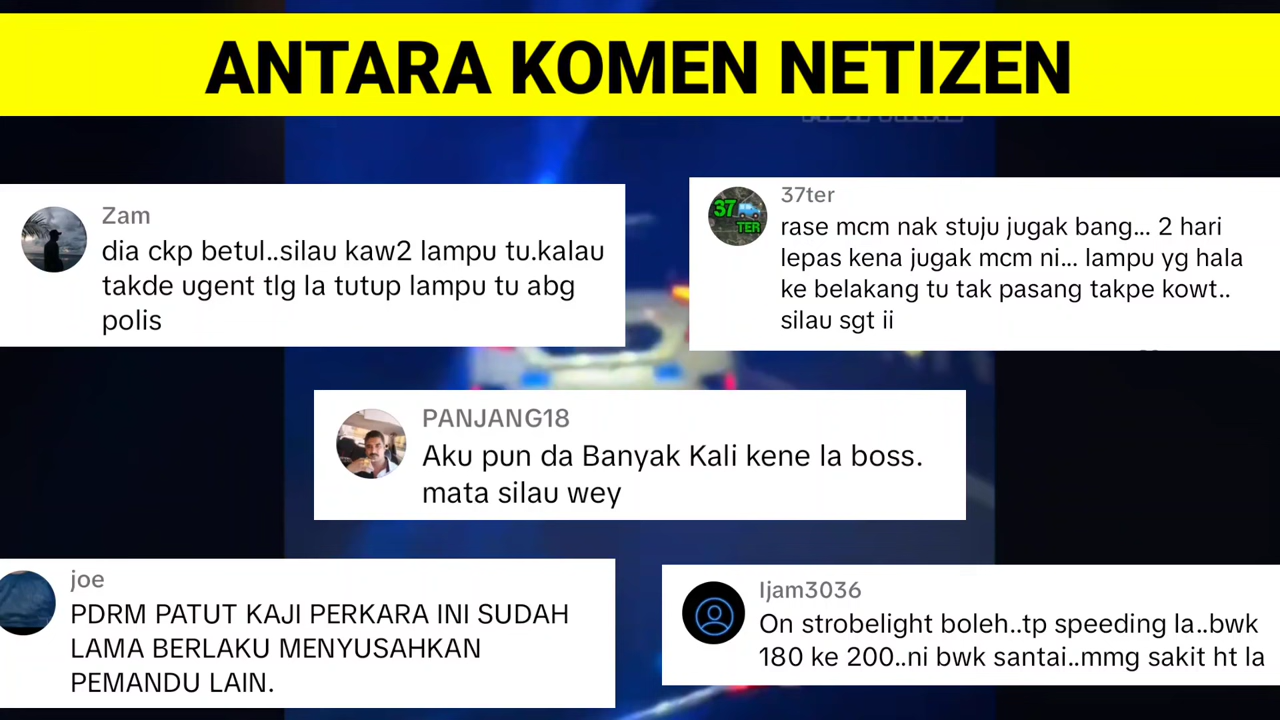 ANTARA KOMEN NETIZEN
Zam
dia ckp betul..silau kaw2 lampu tu.kalau
takde ugent tlg la tutup lampu tu abg
polis
37ter
37
TER
rase mcm nak stuju jugak bang... 2 hari
lepas kena jugak mcm ni... lampu yg hala
ke belakang tu tak pasang takpe kowt..
silau sgt ii
PANJANG18
Aku pun da Banyak Kali kene la boss.
mata silau wey
joe
PDRM PATUT KAJI PERKARA INI SUDAH
LAMA BERLAKU MENYUSAHKAN
PEMANDU LAIN.
Ijam3036
On strobelight boleh..tp speeding la..bwk
180 ke 200..ni bwk santai..mmg sakit ht la